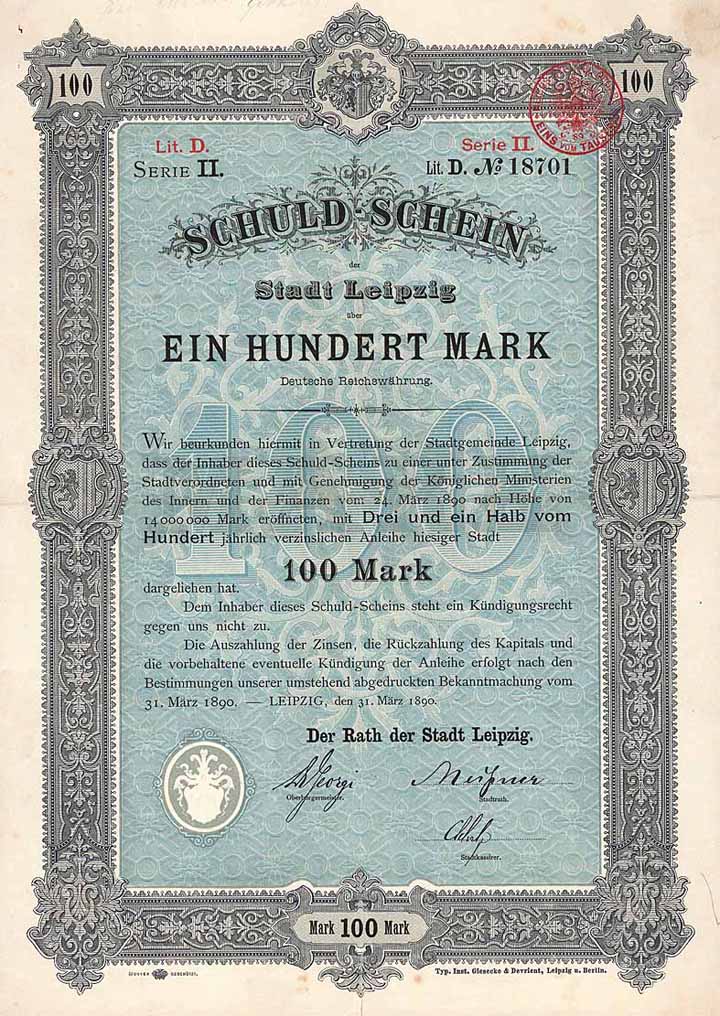 100
100
EINS VOM TAUSEND
Lit. D.
Serie II.
SERIE II.
Lit. D. № 18701
SCHULD-SCHEIN
der
Stadt Leipzig
über
EIN HUNDERT MARK
Deutsche Reichswährung.
100
Wir beurkunden hiermit in Vertretung der Stadtgemeinde Leipzig,
dass der Inhaber dieses Schuld-Scheins zu einer unter Zustimmung der
Stadtverordneten und mit Genehmigung der Königlichen Ministerien
des Innern und der Finanzen vom 24. März 1890 nach Höhe von
14 000 000 Mark eröffneten, mit Drei und ein Halb vom
Hundert jährlich verzinslichen Anleihe hiesiger Stadt
100 Mark
dargeliehen hat.
Dem Inhaber dieses Schuld-Scheins steht ein Kündigungsrecht
gegen uns nicht zu.
Die Auszahlung der Zinsen, die Rückzahlung des Kapitals und
die vorbehaltene eventuelle Kündigung der Anleihe erfolgt nach den
Bestimmungen unserer umstehend abgedruckten Bekanntmachung vom
31. März 1890. — LEIPZIG, den 31. März 1890.
Der Rath der Stadt Leipzig.
Georgi
Oberbürgermeister.
Stadtrath.
Stadtkassirer.
Mark 100 Mark
Typ. Inst. Giesecke & Devrient, Leipzig u. Berlin.